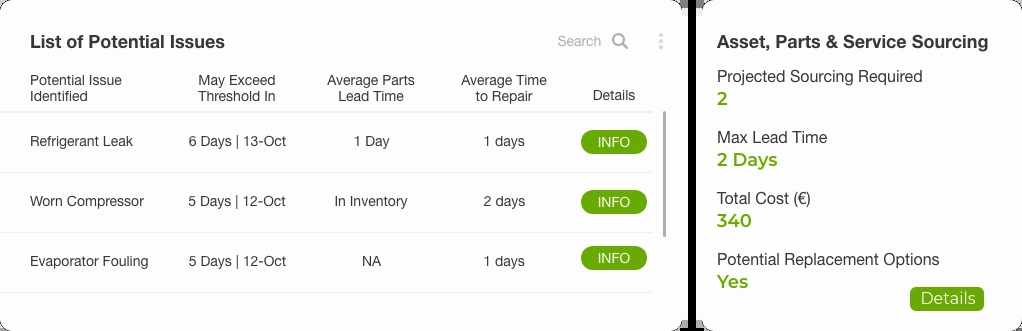 List of Potential Issues
Search
Potential Issue Identified
May Exceed Threshold In
Average Parts Lead Time
Average Time to Repair
Details
Refrigerant Leak 6 Days | 13-Oct 1 Day 1 days INFO
Worn Compressor 5 Days | 12-Oct In Inventory 2 days INFO
Evaporator Fouling 5 Days | 12-Oct NA 1 days INFO
Asset, Parts & Service Sourcing
Projected Sourcing Required
2
Max Lead Time
2 Days
Total Cost (€)
340
Potential Replacement Options
Yes
Details